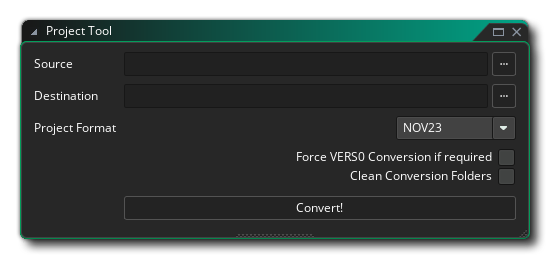 Project Tool
Source ...
Destination ...
Project Format NOV23
Force VERS0 Conversion if required
Clean Conversion Folders
Convert!